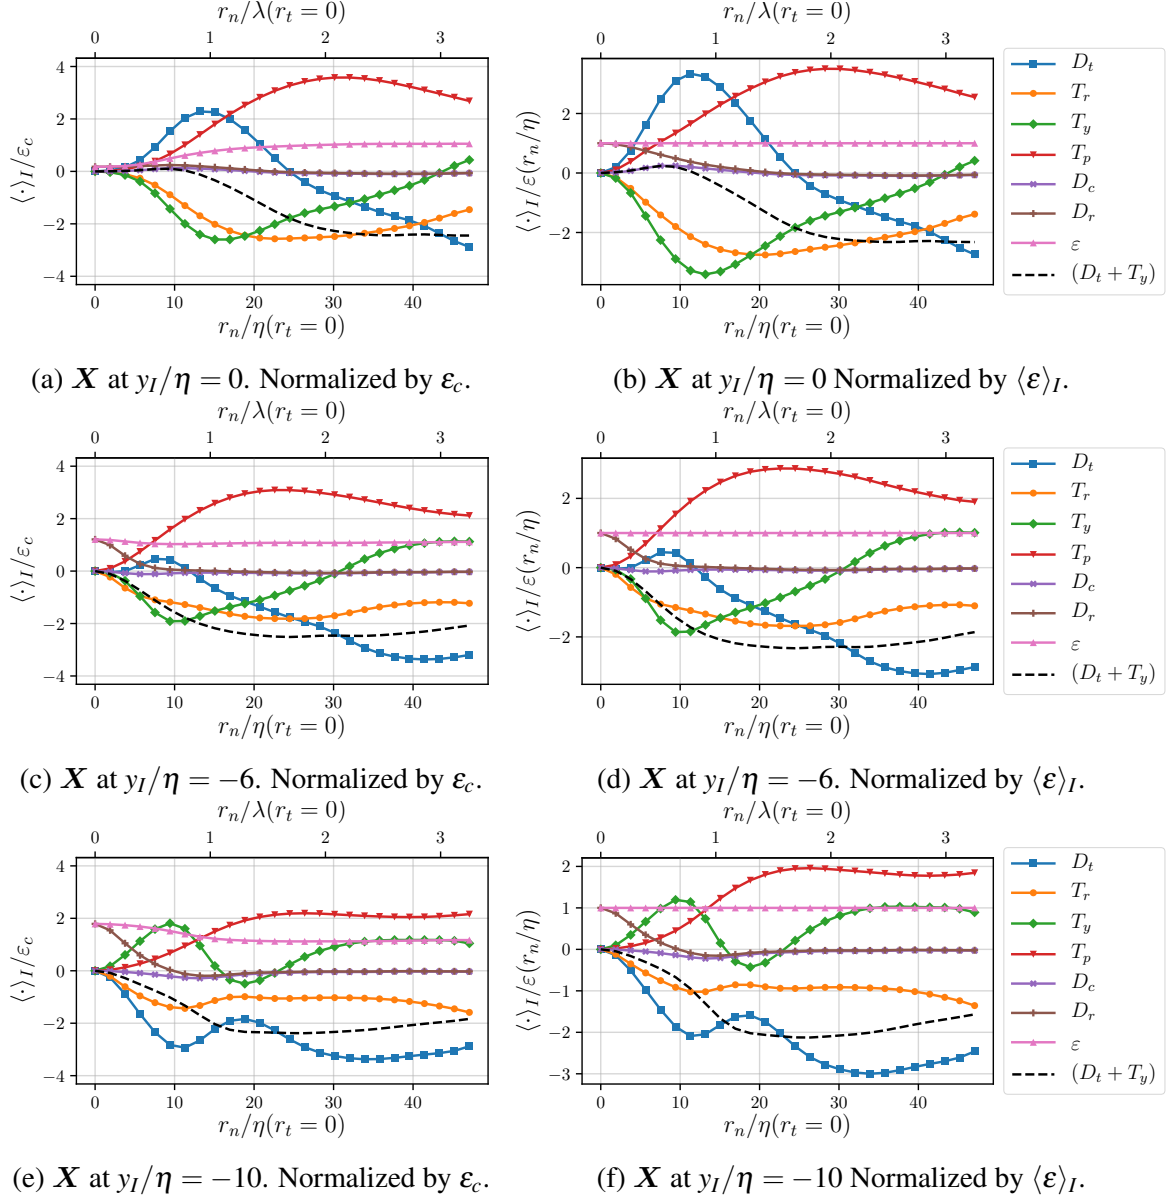 r_n/λ(r_t = 0)
r_n/λ(r_t = 0)
0 1 2 3
0 1 2 3
4 2 0 −2 −4
⟨·⟩_I/ε_c
0 10 20 30 40
r_n/η(r_t = 0)
2 0 −2
⟨·⟩_I/ε(r_n/η)
0 10 20 30 40
r_n/η(r_t = 0)
D_t
T_r
T_y
T_p
D_c
D_r
ε
(D_t + T_y)
(a) X at y_I/η = 0. Normalized by ε_c.
(b) X at y_I/η = 0 Normalized by ⟨ε⟩_I.
r_n/λ(r_t = 0)
r_n/λ(r_t = 0)
0 1 2 3
0 1 2 3
4 2 0 −2 −4
⟨·⟩_I/ε_c
0 10 20 30 40
r_n/η(r_t = 0)
2 0 −2
⟨·⟩_I/ε(r_n/η)
0 10 20 30 40
r_n/η(r_t = 0)
D_t
T_r
T_y
T_p
D_c
D_r
ε
(D_t + T_y)
(c) X at y_I/η = −6. Normalized by ε_c.
(d) X at y_I/η = −6. Normalized by ⟨ε⟩_I.
r_n/λ(r_t = 0)
r_n/λ(r_t = 0)
0 1 2 3
0 1 2 3
4 2 0 −2 −4
⟨·⟩_I/ε_c
0 10 20 30 40
r_n/η(r_t = 0)
2 1 0 −1 −2 −3
⟨·⟩_I/ε(r_n/η)
0 10 20 30 40
r_n/η(r_t = 0)
D_t
T_r
T_y
T_p
D_c
D_r
ε
(D_t + T_y)
(e) X at y_I/η = −10. Normalized by ε_c.
(f) X at y_I/η = −10 Normalized by ⟨ε⟩_I.